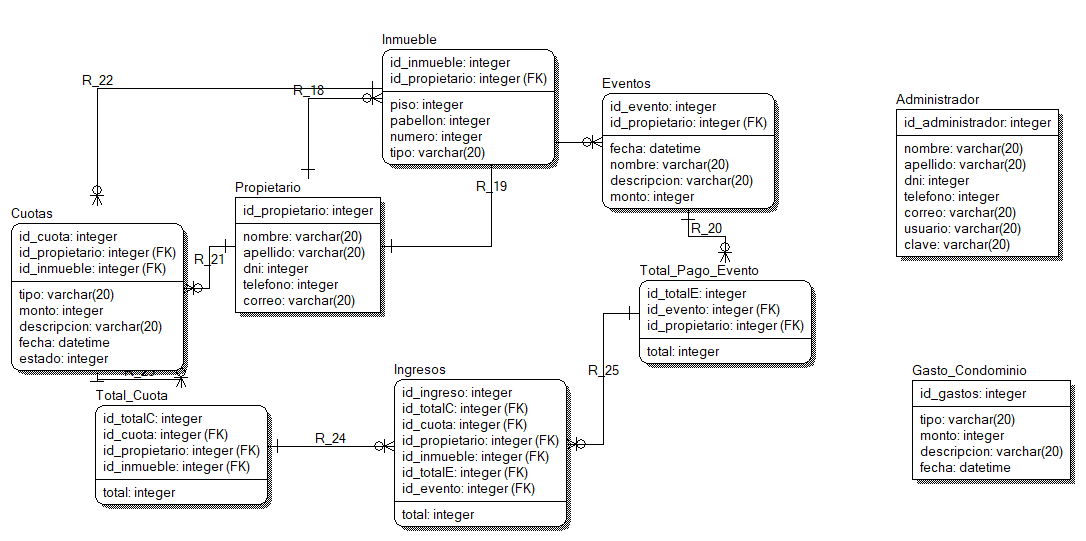 Inmueble
id_inmueble: integer
id_propietario: integer (FK)
piso: integer
pabellon: integer
numero: integer
tipo: varchar(20)
R_22
R_18
Eventos
id_evento: integer
id_propietario: integer (FK)
fecha: datetime
nombre: varchar(20)
descripcion: varchar(20)
monto: integer
Administrador
id_administrador: integer
nombre: varchar(20)
apellido: varchar(20)
dni: integer
telefono: integer
correo: varchar(20)
usuario: varchar(20)
clave: varchar(20)
R_19
Propietario
id_propietario: integer
nombre: varchar(20)
apellido: varchar(20)
dni: integer
telefono: integer
correo: varchar(20)
Cuotas
id_cuota: integer
id_propietario: integer (FK)
id_inmueble: integer (FK)
tipo: varchar(20)
monto: integer
descripcion: varchar(20)
fecha: datetime
estado: integer
R_21
R_20
Total_Pago_Evento
id_totalE: integer
id_evento: integer (FK)
id_propietario: integer (FK)
total: integer
R_25
Total_Cuota
id_totalC: integer
id_cuota: integer (FK)
id_propietario: integer (FK)
id_inmueble: integer (FK)
total: integer
R_24
Ingresos
id_ingreso: integer
id_totalC: integer (FK)
id_cuota: integer (FK)
id_propietario: integer (FK)
id_inmueble: integer (FK)
id_totalE: integer (FK)
id_evento: integer (FK)
total: integer
Gasto_Condominio
id_gastos: integer
tipo: varchar(20)
monto: integer
descripcion: varchar(20)
fecha: datetime